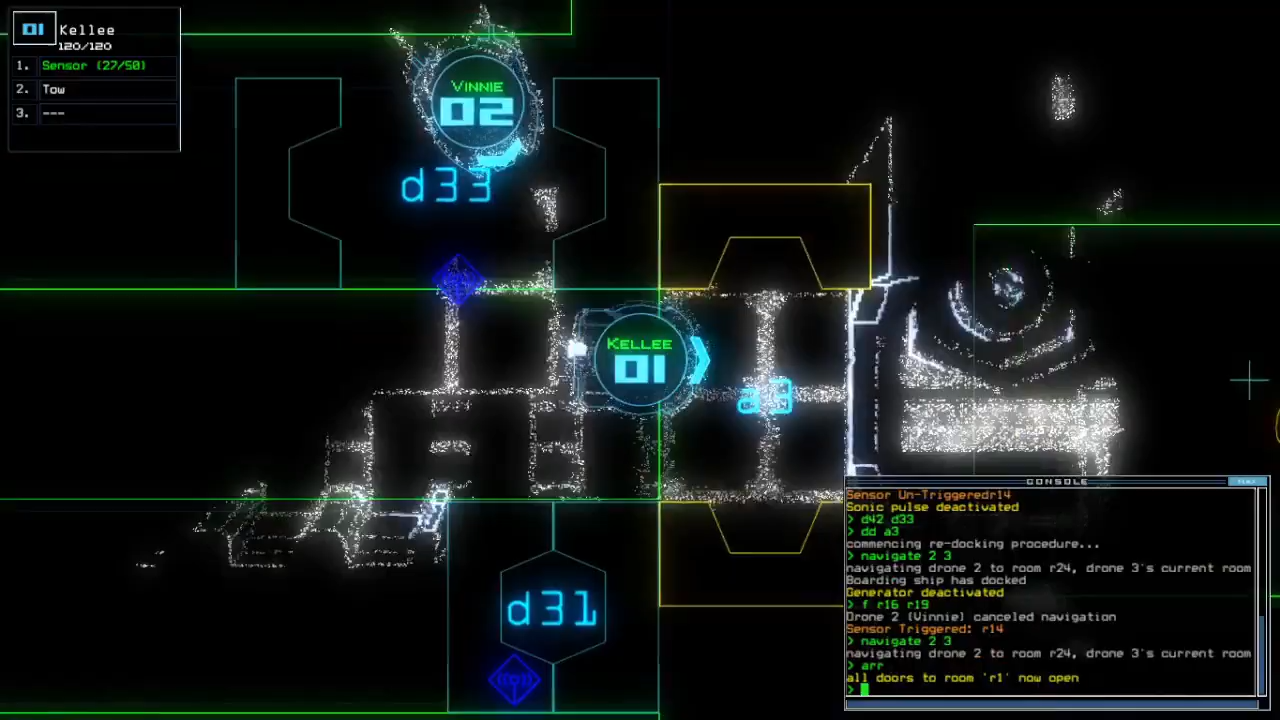 01 Kellee
120/120
1. Sensor (27/50)
2. Tow
3. ---
VINNIE
02
d33
KELLEE
01
a3
d31
CONSOLE
Sensor Un-Triggeredr14
Sonic pulse deactivated
> d42 d33
> dd a3
commencing re-docking procedure...
> navigate 2 3
navigating drone 2 to room r24, drone 3's current room
Boarding ship has docked
Generator deactivated
> f r16 r19
Drone 2 (Vinnie) canceled navigation
Sensor Triggered: r14
> navigate 2 3
navigating drone 2 to room r24, drone 3's current room
> arr
all doors to room 'r1' now open
>